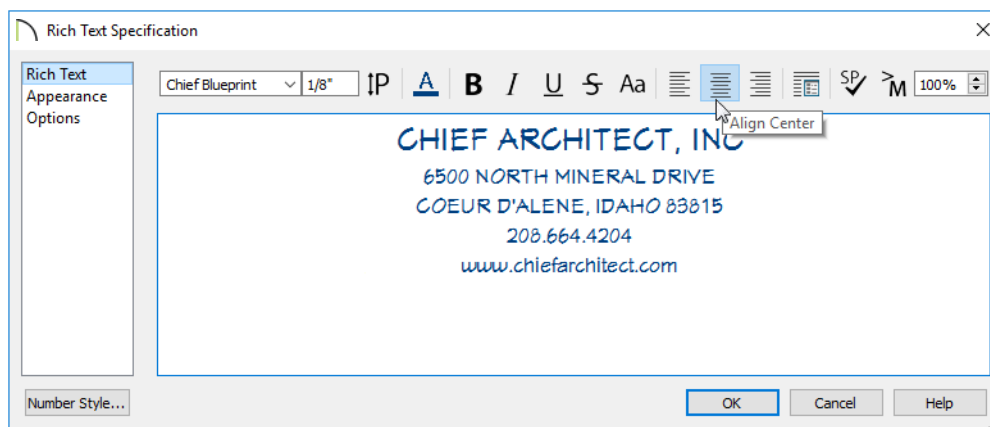 Rich Text Specification
Rich Text
Appearance
Options
Chief Blueprint 1/8" P A B I U S Aa SP M 100%
Align Center
CHIEF ARCHITECT, INC
6500 NORTH MINERAL DRIVE
COEUR D'ALENE, IDAHO 83815
208.664.4204
www.chiefarchitect.com
Number Style...
OK Cancel Help